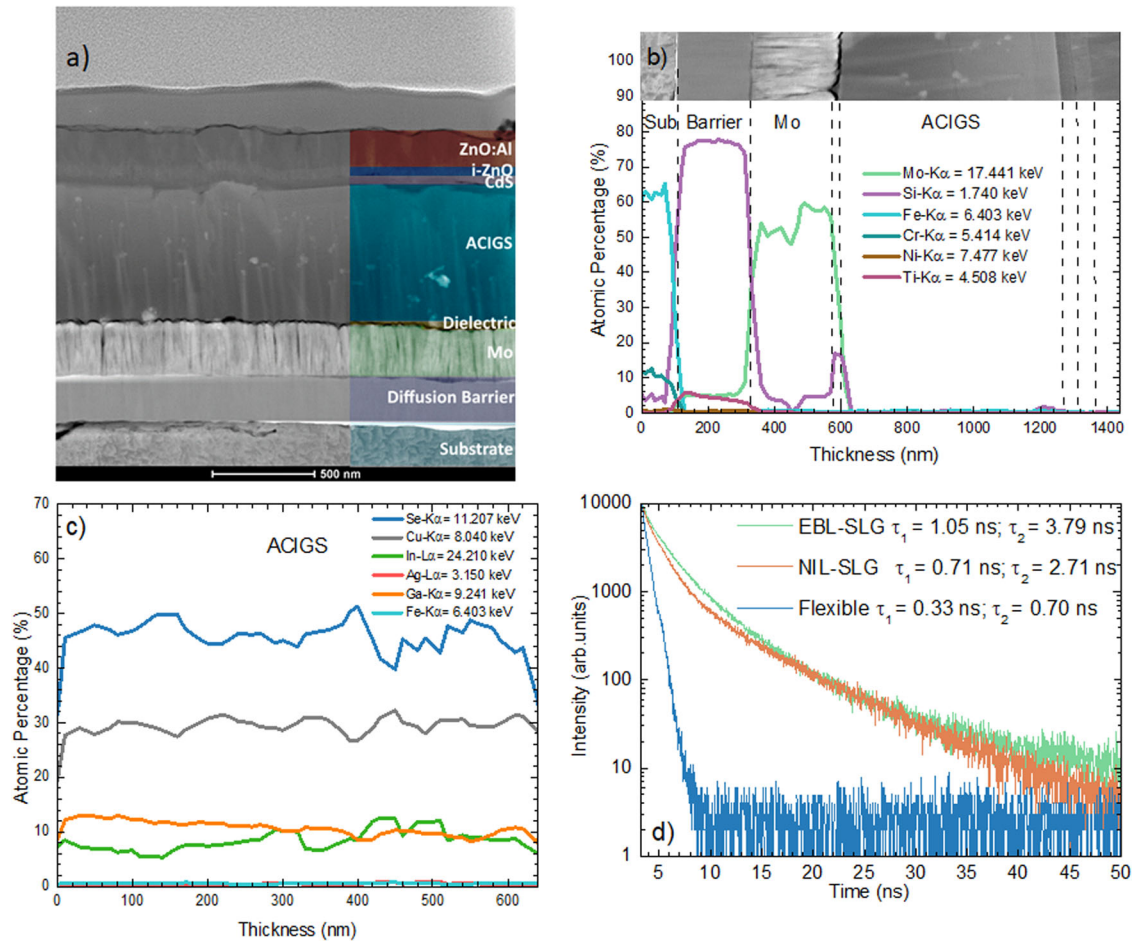 a)
ZnO:Al
i-ZnO
CdS
ACIGS
Dielectric
Mo
Diffusion Barrier
Substrate
500 nm
b)
Sub Barrier Mo ACIGS
Mo-Kα = 17.441 keV
Si-Kα = 1.740 keV
Fe-Kα = 6.403 keV
Cr-Kα = 5.414 keV
Ni-Kα = 7.477 keV
Ti-Kα = 4.508 keV
Atomic Percentage (%)
100
90
80
70
60
50
40
30
20
10
0
0 200 400 600 800 1000 1200 1400
Thickness (nm)
c)
ACIGS
Se-Kα = 11.207 keV
Cu-Kα = 8.040 keV
In-Lα = 24.210 keV
Ag-Lα = 3.150 keV
Ga-Kα = 9.241 keV
Fe-Kα = 6.403 keV
Atomic Percentage (%)
70
60
50
40
30
20
10
0
0 100 200 300 400 500 600
Thickness (nm)
EBL-SLG τ₁ = 1.05 ns; τ₂ = 3.79 ns
NIL-SLG τ₁ = 0.71 ns; τ₂ = 2.71 ns
Flexible τ₁ = 0.33 ns; τ₂ = 0.70 ns
Intensity (arb.units)
10000
1000
100
10
1
d)
5 10 15 20 25 30 35 40 45 50
Time (ns)